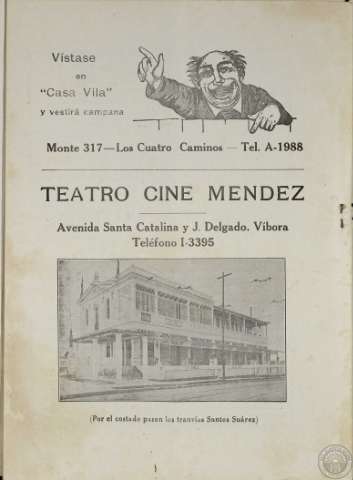 Vístase
en
"Casa Vila"
y vestirá campana
Monte 317—Los Cuatro Caminos — Tel. A-1988
TEATRO CINE MENDEZ
Avenida Santa Catalina y J. Delgado. Víbora
Teléfono I-3395
(Por el costado pasan los tranvías Santos Suárez)